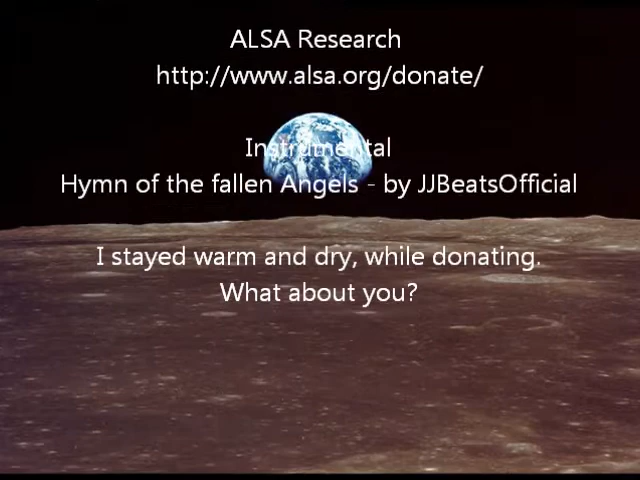 ALSA Research
http://www.alsa.org/donate/
Instrumental
Hymn of the fallen Angels - by JJBeatsOfficial
I stayed warm and dry, while donating.
What about you?